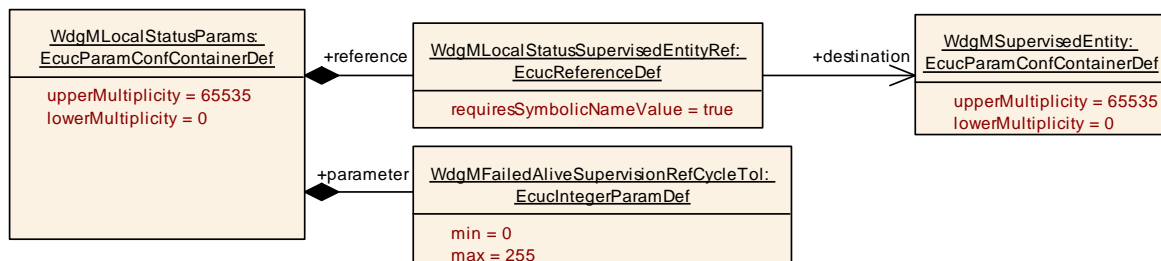 WdgMLocalStatusParams:
EcucParamConfContainerDef
upperMultiplicity = 65535
lowerMultiplicity = 0
+reference
WdgMLocalStatusSupervisedEntityRef:
EcucReferenceDef
requiresSymbolicNameValue = true
+destination
WdgMSupervisedEntity:
EcucParamConfContainerDef
upperMultiplicity = 65535
lowerMultiplicity = 0
+parameter
WdgMFailedAliveSupervisionRefCycleTol:
EcucIntegerParamDef
min = 0
max = 255